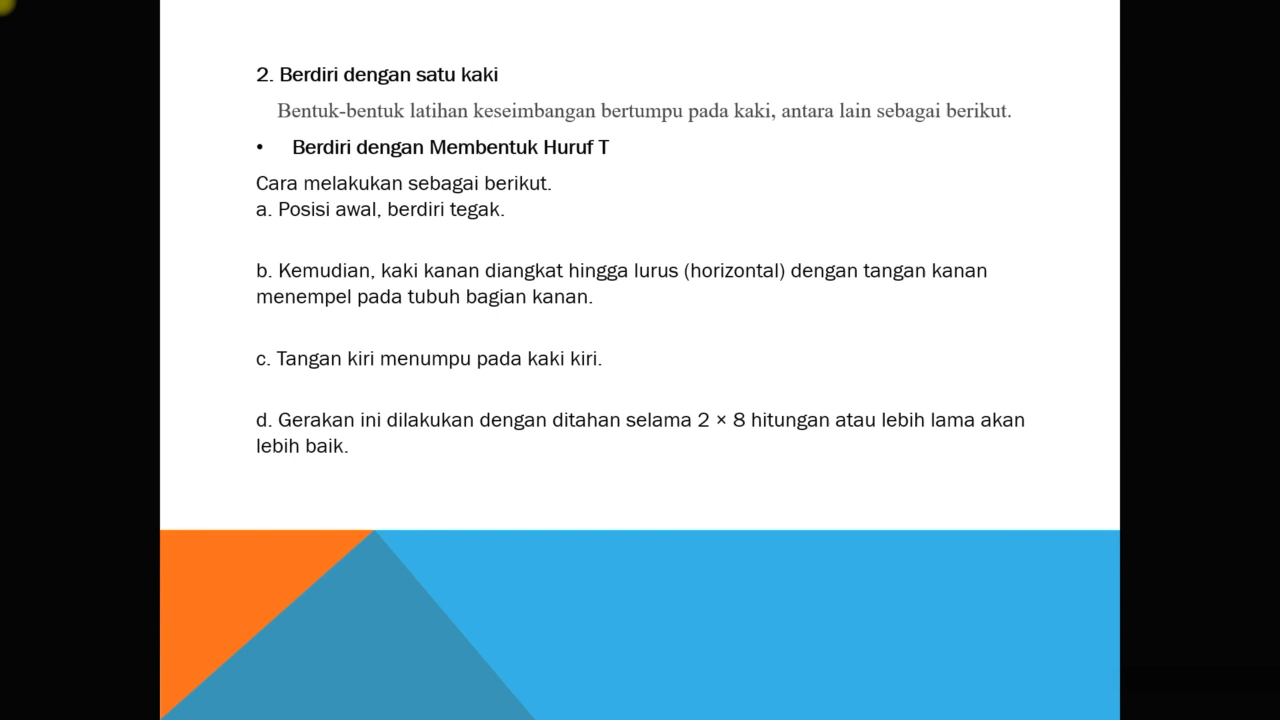 2. Berdiri dengan satu kaki
Bentuk-bentuk latihan keseimbangan bertumpu pada kaki, antara lain sebagai berikut.
• Berdiri dengan Membentuk Huruf T
Cara melakukan sebagai berikut.
a. Posisi awal, berdiri tegak.
b. Kemudian, kaki kanan diangkat hingga lurus (horizontal) dengan tangan kanan
menempel pada tubuh bagian kanan.
c. Tangan kiri menumpu pada kaki kiri.
d. Gerakan ini dilakukan dengan ditahan selama 2 × 8 hitungan atau lebih lama akan
lebih baik.